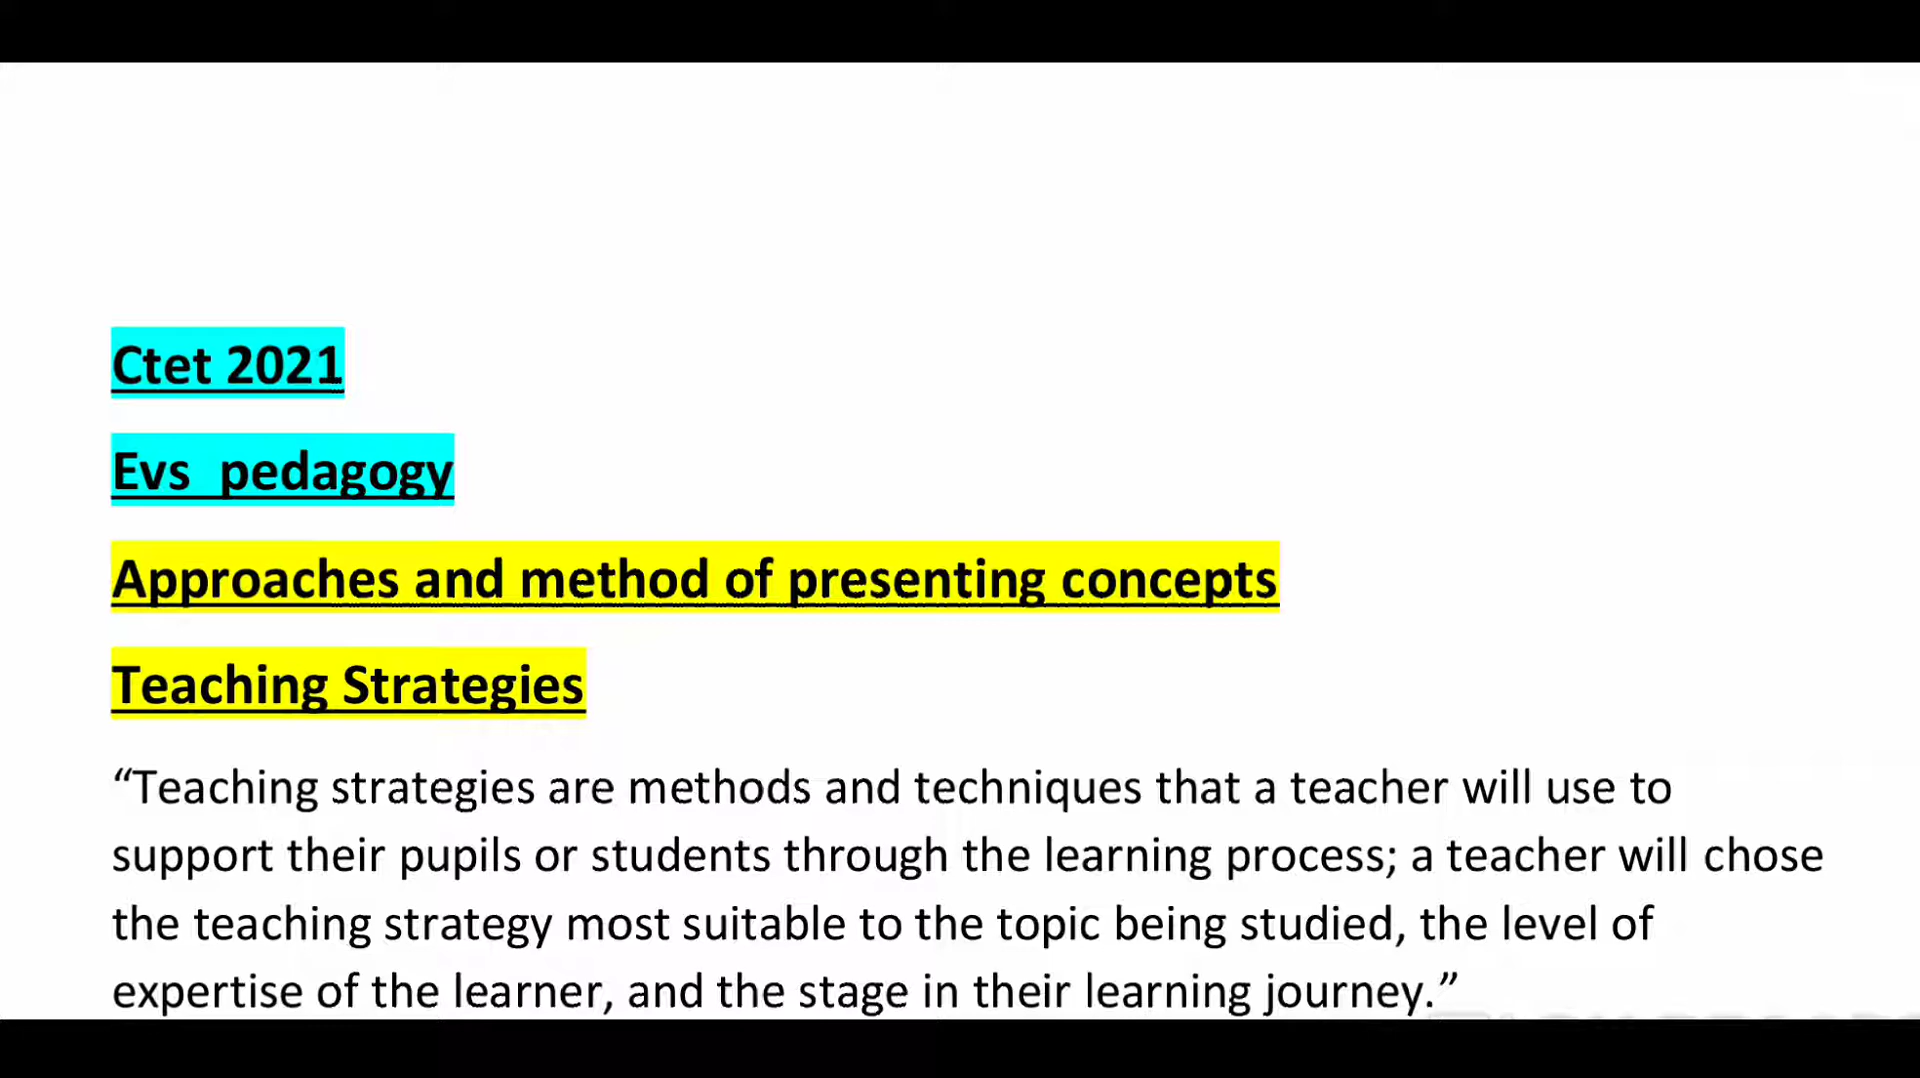 Ctet 2021
Evs  pedagogy
Approaches and method of presenting concepts
Teaching Strategies
“Teaching strategies are methods and techniques that a teacher will use to
support their pupils or students through the learning process; a teacher will chose
the teaching strategy most suitable to the topic being studied, the level of
expertise of the learner, and the stage in their learning journey.”